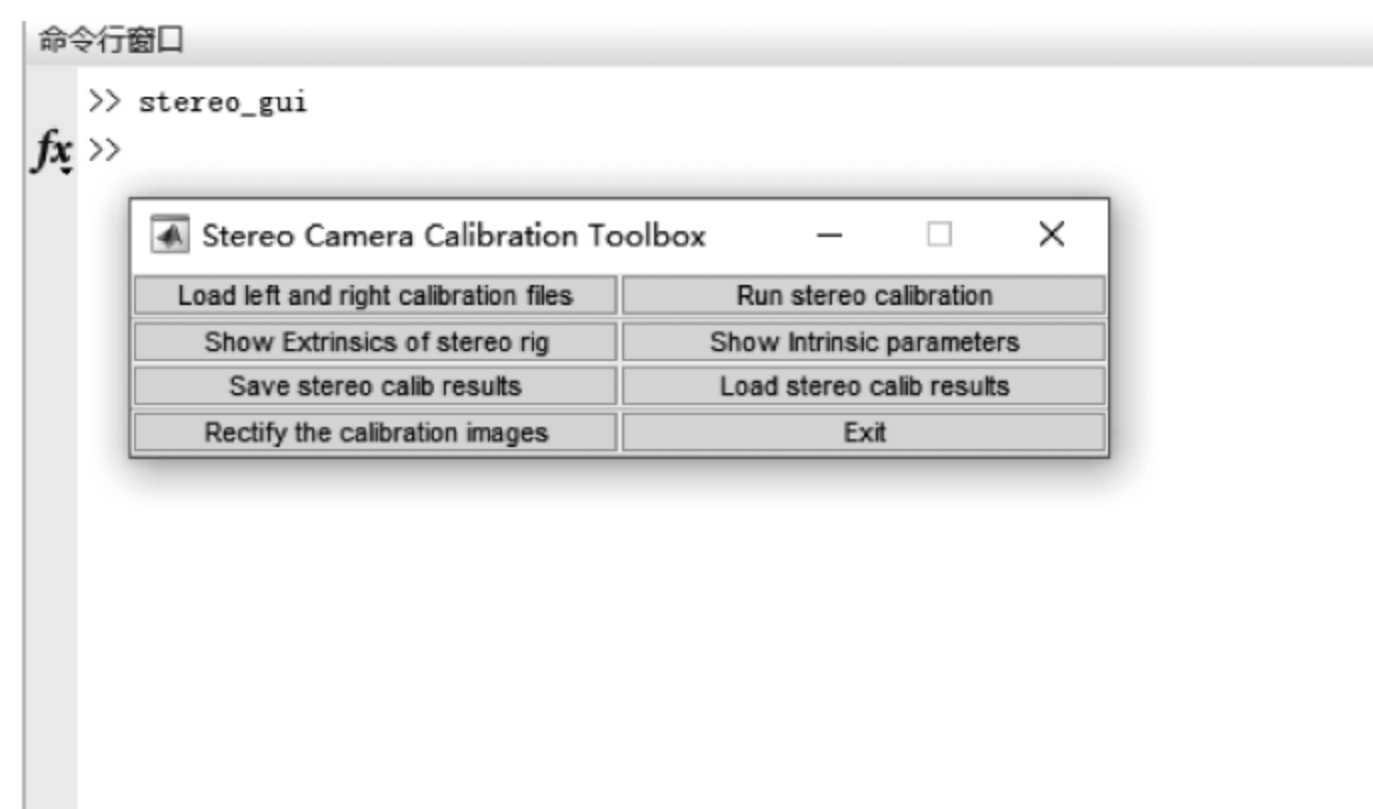 命令行窗口
>> stereo_gui
fx >>
Stereo Camera Calibration Toolbox
Load left and right calibration files Run stereo calibration
Show Extrinsics of stereo rig Show Intrinsic parameters
Save stereo calib results Load stereo calib results
Rectify the calibration images Exit